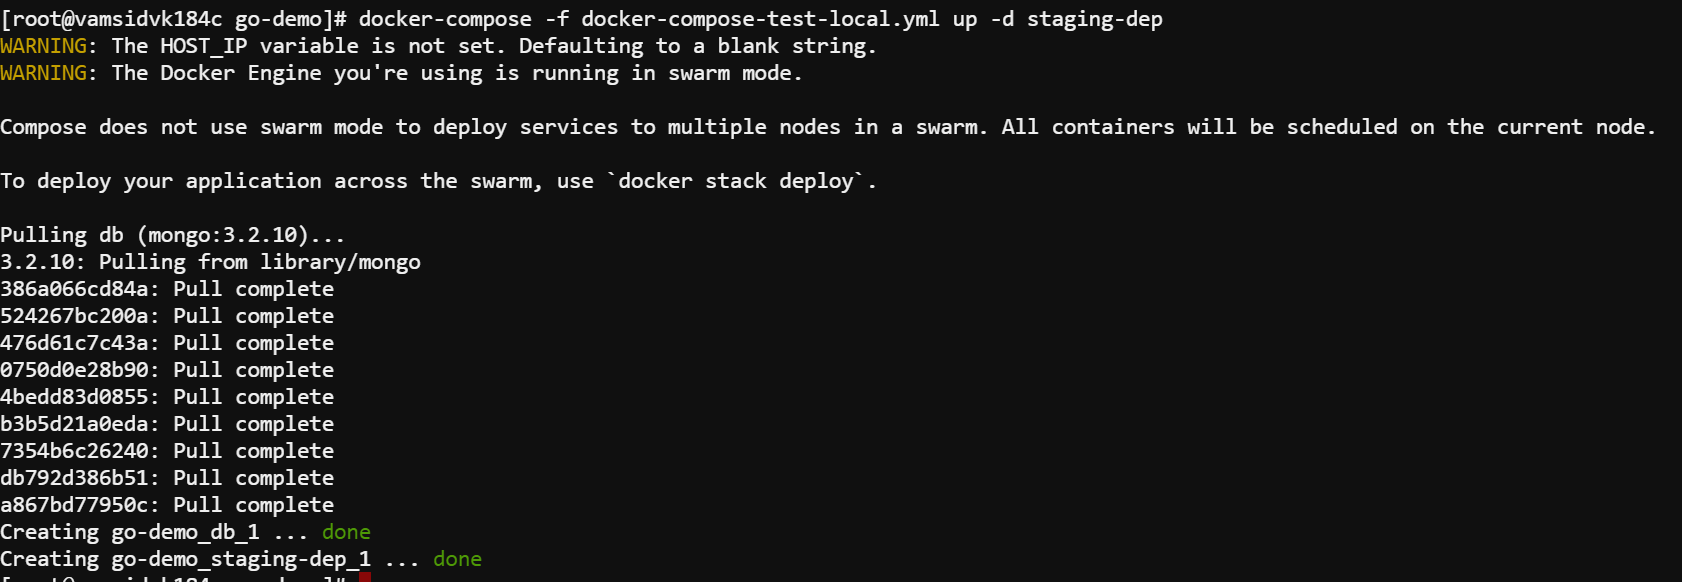 [root@vamsidvk184c go-demo]# docker-compose -f docker-compose-test-local.yml up -d staging-dep
WARNING: The HOST_IP variable is not set. Defaulting to a blank string.
WARNING: The Docker Engine you're using is running in swarm mode.
Compose does not use swarm mode to deploy services to multiple nodes in a swarm. All containers will be scheduled on the current node.
To deploy your application across the swarm, use `docker stack deploy`.
Pulling db (mongo:3.2.10)...
3.2.10: Pulling from library/mongo
386a066cd84a: Pull complete
524267bc200a: Pull complete
476d61c7c43a: Pull complete
0750d0e28b90: Pull complete
4bedd83d0855: Pull complete
b3b5d21a0eda: Pull complete
7354b6c26240: Pull complete
db792d386b51: Pull complete
a867bd77950c: Pull complete
Creating go-demo_db_1 ... done
Creating go-demo_staging-dep_1 ... done